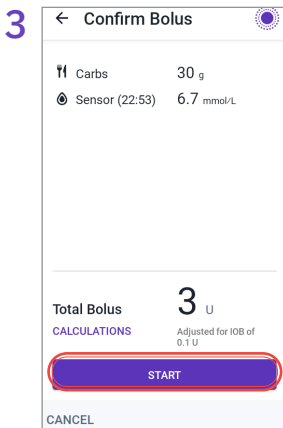 3
← Confirm Bolus
Carbs 30 g
Sensor (22:53) 6.7 mmol/L
Total Bolus 3 U
CALCULATIONS Adjusted for IOB of
0.1 U
START
CANCEL